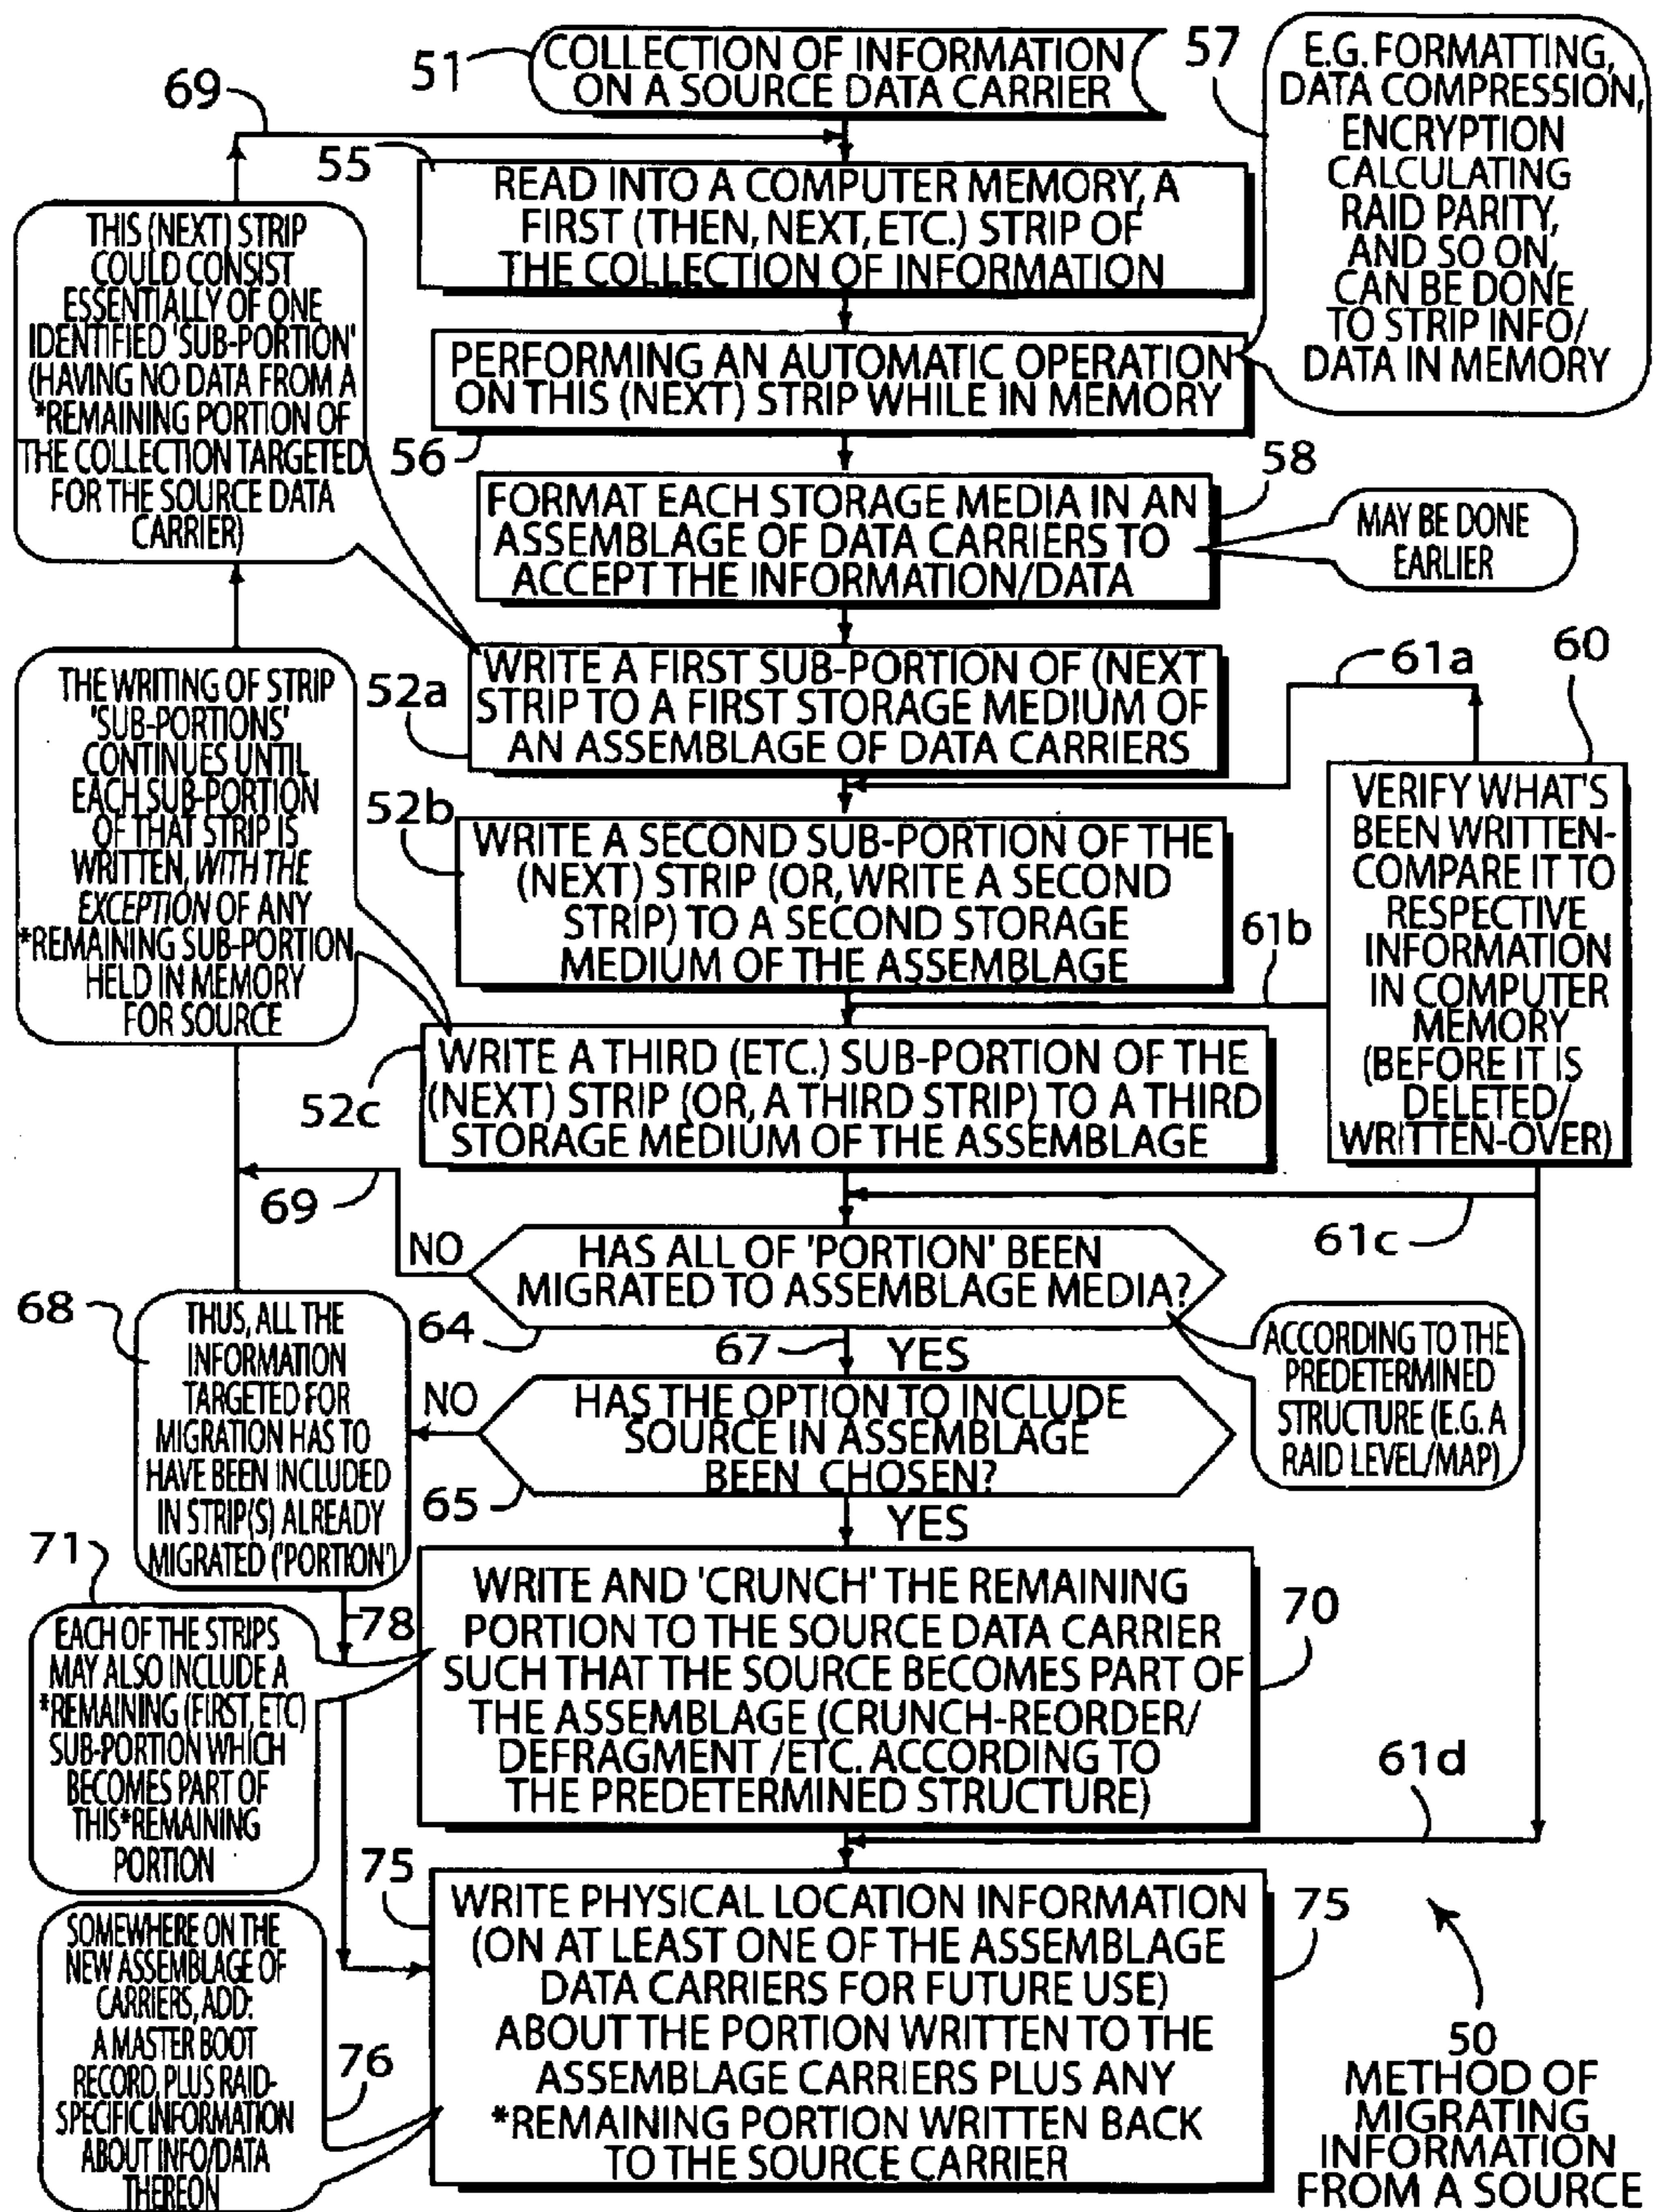 51
COLLECTION OF INFORMATION
ON A SOURCE DATA CARRIER
57
E.G. FORMATTING,
DATA COMPRESSION,
ENCRYPTION
CALCULATING
RAID PARITY,
AND SO ON,
CAN BE DONE
TO STRIP INFO/
DATA IN MEMORY
69
55
READ INTO A COMPUTER MEMORY, A
FIRST (THEN, NEXT, ETC.) STRIP OF
THE COLLECTION OF INFORMATION
THIS (NEXT) STRIP
COULD CONSIST
ESSENTIALLY OF ONE
IDENTIFIED 'SUB-PORTION'
(HAVING NO DATA FROM A
*REMAINING PORTION OF
THE COLLECTION TARGETED
FOR THE SOURCE DATA
CARRIER)
PERFORMING AN AUTOMATIC OPERATION
ON THIS (NEXT) STRIP WHILE IN MEMORY
56
58
FORMAT EACH STORAGE MEDIA IN AN
ASSEMBLAGE OF DATA CARRIERS TO
ACCEPT THE INFORMATION/DATA
MAY BE DONE
EARLIER
52a
WRITE A FIRST SUB-PORTION OF (NEXT
STRIP TO A FIRST STORAGE MEDIUM OF
AN ASSEMBLAGE OF DATA CARRIERS
61a
60
THE WRITING OF STRIP
'SUB-PORTIONS'
CONTINUES UNTIL
EACH SUB-PORTION
OF THAT STRIP IS
WRITTEN, WITH THE
EXCEPTION OF ANY
*REMAINING SUB-PORTION
HELD IN MEMORY
FOR SOURCE
52b
WRITE A SECOND SUB-PORTION OF THE
(NEXT) STRIP (OR, WRITE A SECOND
STRIP) TO A SECOND STORAGE
MEDIUM OF THE ASSEMBLAGE
61b
VERIFY WHAT'S
BEEN WRITTEN-
COMPARE IT TO
RESPECTIVE
INFORMATION
IN COMPUTER
MEMORY
(BEFORE IT IS
DELETED/
WRITTEN-OVER)
52c
WRITE A THIRD (ETC.) SUB-PORTION OF THE
(NEXT) STRIP (OR, A THIRD STRIP) TO A THIRD
STORAGE MEDIUM OF THE ASSEMBLAGE
69
61c
NO
HAS ALL OF 'PORTION' BEEN
MIGRATED TO ASSEMBLAGE MEDIA?
64
67
YES
ACCORDING TO THE
PREDETERMINED
STRUCTURE (E.G. A
RAID LEVEL/MAP)
68
THUS, ALL THE
INFORMATION
TARGETED FOR
MIGRATION HAS TO
HAVE BEEN INCLUDED
IN STRIP(S) ALREADY
MIGRATED ('PORTION')
NO
HAS THE OPTION TO INCLUDE
SOURCE IN ASSEMBLAGE
BEEN CHOSEN?
65
YES
71
78
EACH OF THE STRIPS
MAY ALSO INCLUDE A
*REMAINING (FIRST, ETC)
SUB-PORTION WHICH
BECOMES PART OF
THIS*REMAINING
PORTION
WRITE AND 'CRUNCH' THE REMAINING
PORTION TO THE SOURCE DATA CARRIER
SUCH THAT THE SOURCE BECOMES PART OF
THE ASSEMBLAGE (CRUNCH-REORDER/
DEFRAGMENT /ETC. ACCORDING TO
THE PREDETERMINED STRUCTURE)
70
61d
75
WRITE PHYSICAL LOCATION INFORMATION
(ON AT LEAST ONE OF THE ASSEMBLAGE
DATA CARRIERS FOR FUTURE USE)
ABOUT THE PORTION WRITTEN TO THE
ASSEMBLAGE CARRIERS PLUS ANY
*REMAINING PORTION WRITTEN BACK
TO THE SOURCE CARRIER
75
SOMEWHERE ON THE
NEW ASSEMBLAGE OF
CARRIERS, ADD:
A MASTER BOOT
RECORD, PLUS RAID-
SPECIFIC INFORMATION
ABOUT INFO/DATA
THEREON
76
50
METHOD OF
MIGRATING
INFORMATION
FROM A SOURCE